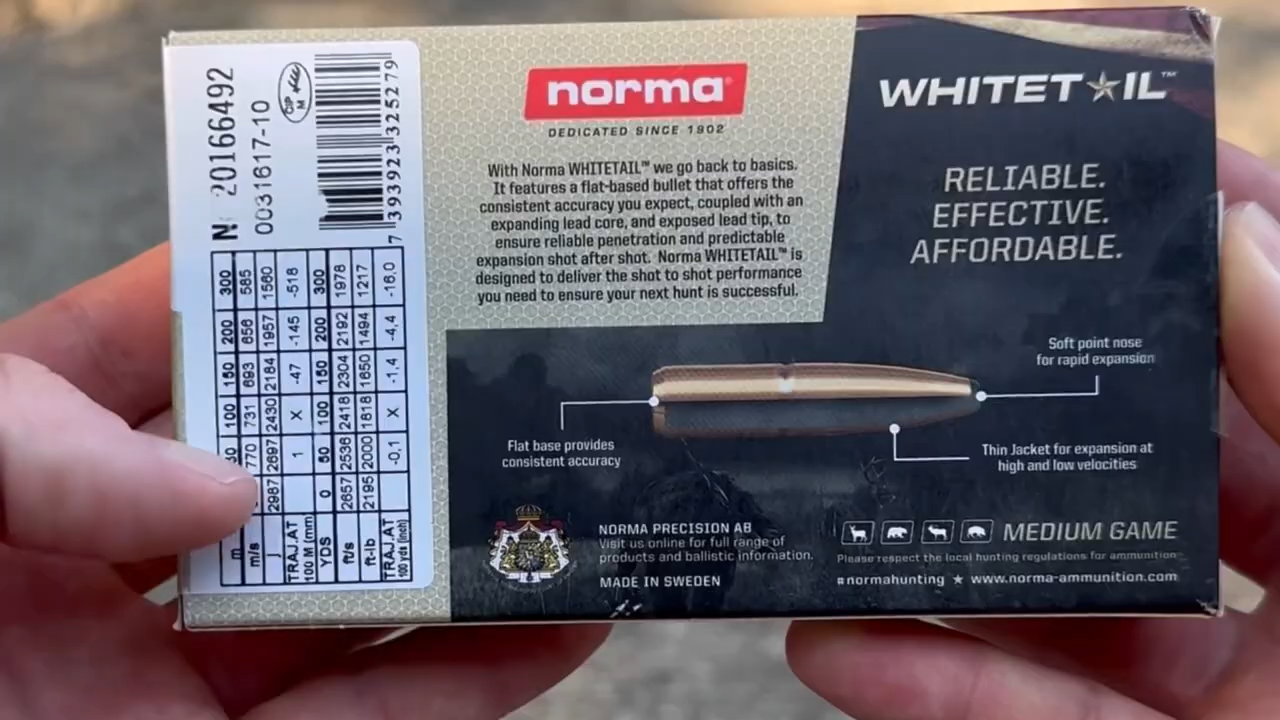 N 20166492
0031617-10
CIP
M
7 393923 325279
m 100 150 200 300
m/s 770 731 693 656 585
j 2987 2697 2430 2184 1957 1560
TRAJ.AT
100 M (mm) 1 X -47 -145 -518
YDS 0 50 100 150 200 300
ft/s 2657 2536 2418 2304 2192 1978
ft-lb 2195 2000 1818 1650 1494 1217
TRAJ.AT
100 yds (inch) -0,1 X -1,4 -4,4 -16,0
norma®
DEDICATED SINCE 1902
With Norma WHITETAIL™ we go back to basics.
It features a flat-based bullet that offers the
consistent accuracy you expect, coupled with an
expanding lead core, and exposed lead tip, to
ensure reliable penetration and predictable
expansion shot after shot. Norma WHITETAIL™ is
designed to deliver the shot to shot performance
you need to ensure your next hunt is successful.
WHITET★IL™
RELIABLE.
EFFECTIVE.
AFFORDABLE.
Soft point nose
for rapid expansion
Flat base provides
consistent accuracy
Thin Jacket for expansion at
high and low velocities
NORMA PRECISION AB
Visit us online for full range of
products and ballistic information.
MADE IN SWEDEN
MEDIUM GAME
Please respect the local hunting regulations for ammunition
#normahunting ★ www.norma-ammunition.com